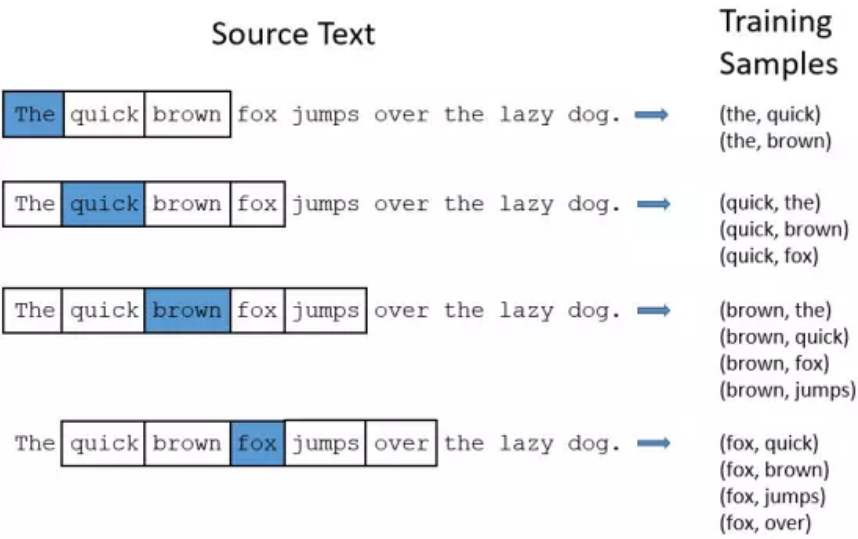 Source Text
Training
Samples
The quick brown fox jumps over the lazy dog.
(the, quick)
(the, brown)
The quick brown fox jumps over the lazy dog.
(quick, the)
(quick, brown)
(quick, fox)
The quick brown fox jumps over the lazy dog.
(brown, the)
(brown, quick)
(brown, fox)
(brown, jumps)
The quick brown fox jumps over the lazy dog.
(fox, quick)
(fox, brown)
(fox, jumps)
(fox, over)